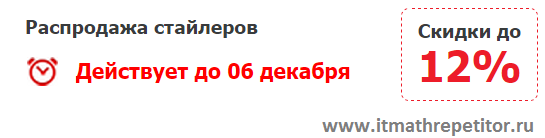 Распродажа стайлеров
Действует до 06 декабря
Скидки до
12%
www.itmathrepetitor.ru